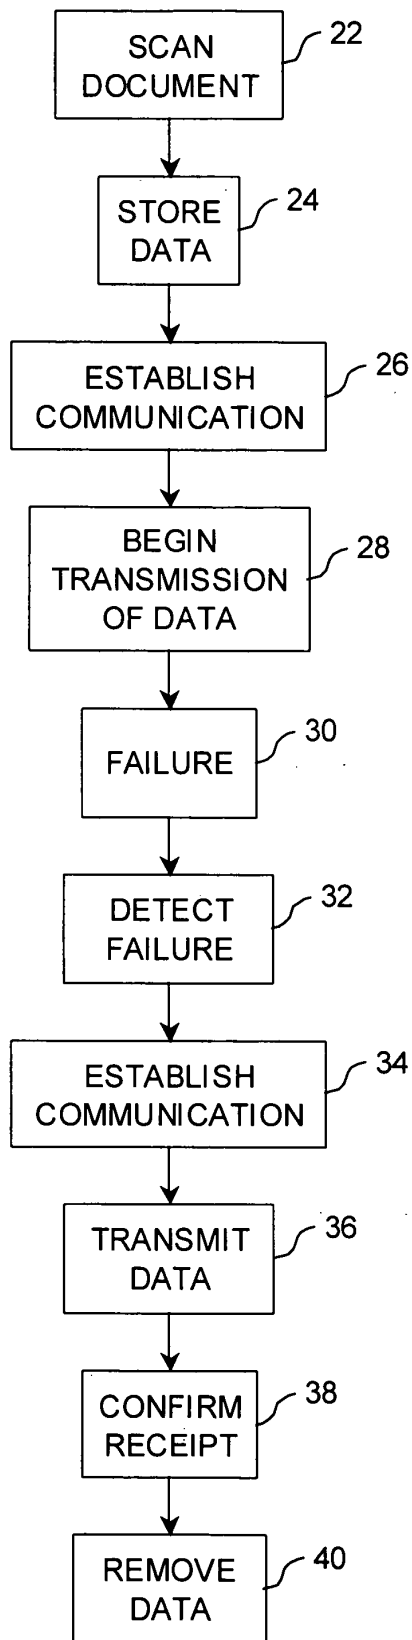 22
SCAN
DOCUMENT
24
STORE
DATA
26
ESTABLISH
COMMUNICATION
28
BEGIN
TRANSMISSION
OF DATA
30
FAILURE
32
DETECT
FAILURE
34
ESTABLISH
COMMUNICATION
36
TRANSMIT
DATA
38
CONFIRM
RECEIPT
40
REMOVE
DATA